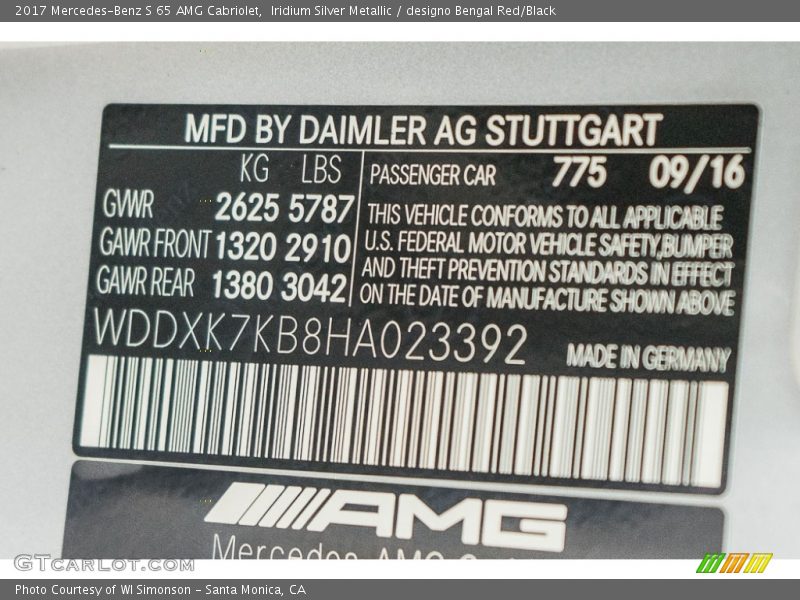 2017 Mercedes-Benz S 65 AMG Cabriolet, Iridium Silver Metallic / designo Bengal Red/Black
MFD BY DAIMLER AG STUTTGART
KG LBS
GVWR 2625 5787
GAWR FRONT 1320 2910
GAWR REAR 1380 3042
PASSENGER CAR 775 09/16
THIS VEHICLE CONFORMS TO ALL APPLICABLE
U.S. FEDERAL MOTOR VEHICLE SAFETY,BUMPER
AND THEFT PREVENTION STANDARDS IN EFFECT
ON THE DATE OF MANUFACTURE SHOWN ABOVE
WDDXK7KB8HA023392
MADE IN GERMANY
AMG
Mercedes AMG
GTcarlot.com
Photo Courtesy of WI Simonson - Santa Monica, CA